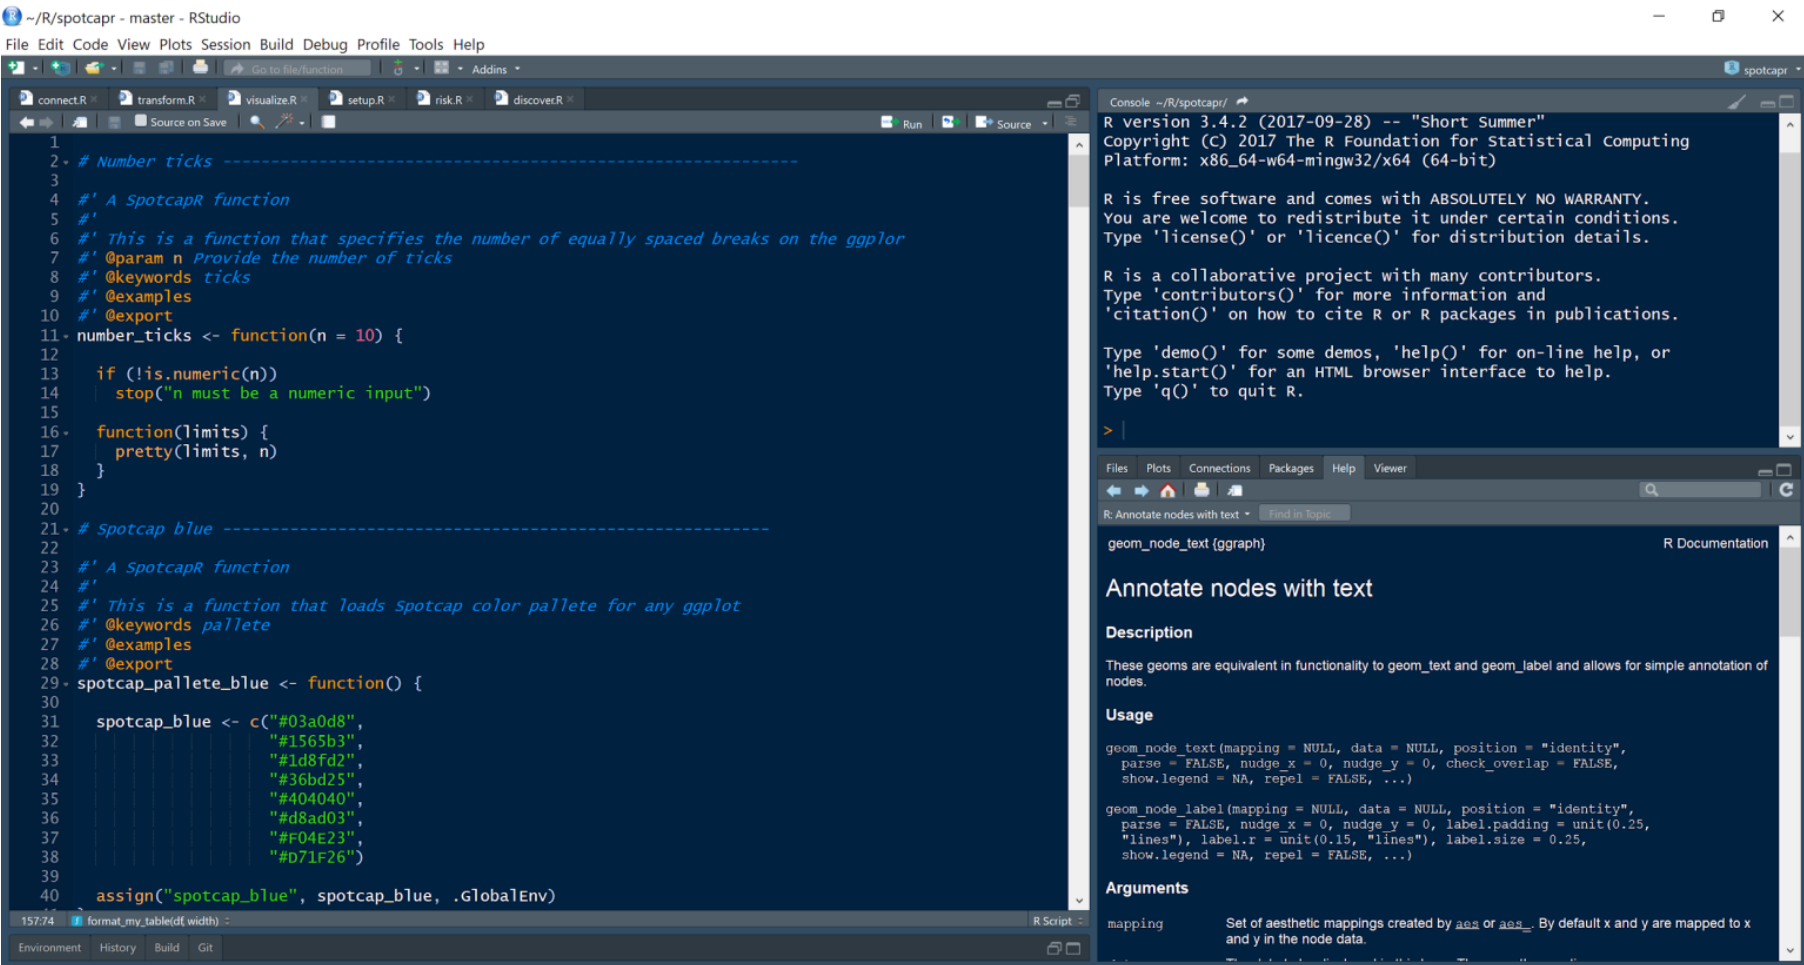 ~/R/spotcapr - master - RStudio
File Edit Code View Plots Session Build Debug Profile Tools Help
Go to file/function Addins spotcapr
connect.R transform.R visualize.R setup.R risk.R discover.R
Source on Save Run Source
1
2 # Number ticks ------------------------------------------------------------
3
4 #' A SpotcapR function
5 #'
6 #' This is a function that specifies the number of equally spaced breaks on the ggplor
7 #' @param n Provide the number of ticks
8 #' @keywords ticks
9 #' @examples
10 #' @export
11 number_ticks <- function(n = 10) {
12
13 if (!is.numeric(n))
14 stop("n must be a numeric input")
15
16 function(limits) {
17 pretty(limits, n)
18 }
19 }
20
21 # Spotcap blue ---------------------------------------------------------
22
23 #' A SpotcapR function
24 #'
25 #' This is a function that loads Spotcap color pallete for any ggplot
26 #' @keywords pallete
27 #' @examples
28 #' @export
29 spotcap_pallete_blue <- function() {
30
31 spotcap_blue <- c("#03a0d8",
32 "#1565b3",
33 "#1d8fd2",
34 "#36bd25",
35 "#404040",
36 "#d8ad03",
37 "#F04E23",
38 "#D71F26")
39
40 assign("spotcap_blue", spotcap_blue, .GlobalEnv)
157:74 format_my_table(df, width) R Script
Environment History Build Git
Console ~/R/spotcapr/
R version 3.4.2 (2017-09-28) -- "Short Summer"
Copyright (C) 2017 The R Foundation for Statistical Computing
Platform: x86_64-w64-mingw32/x64 (64-bit)
R is free software and comes with ABSOLUTELY NO WARRANTY.
You are welcome to redistribute it under certain conditions.
Type 'license()' or 'licence()' for distribution details.
R is a collaborative project with many contributors.
Type 'contributors()' for more information and
'citation()' on how to cite R or R packages in publications.
Type 'demo()' for some demos, 'help()' for on-line help, or
'help.start()' for an HTML browser interface to help.
Type 'q()' to quit R.
>
Files Plots Connections Packages Help Viewer
R: Annotate nodes with text Find in Topic
geom_node_text {ggraph} R Documentation
Annotate nodes with text
Description
These geoms are equivalent in functionality to geom_text and geom_label and allows for simple annotation of
nodes.
Usage
geom_node_text(mapping = NULL, data = NULL, position = "identity",
parse = FALSE, nudge_x = 0, nudge_y = 0, check_overlap = FALSE,
show.legend = NA, repel = FALSE, ...)
geom_node_label(mapping = NULL, data = NULL, position = "identity",
parse = FALSE, nudge_x = 0, nudge_y = 0, label.padding = unit(0.25,
"lines"), label.r = unit(0.15, "lines"), label.size = 0.25,
show.legend = NA, repel = FALSE, ...)
Arguments
mapping Set of aesthetic mappings created by aes or aes_. By default x and y are mapped to x
and y in the node data.